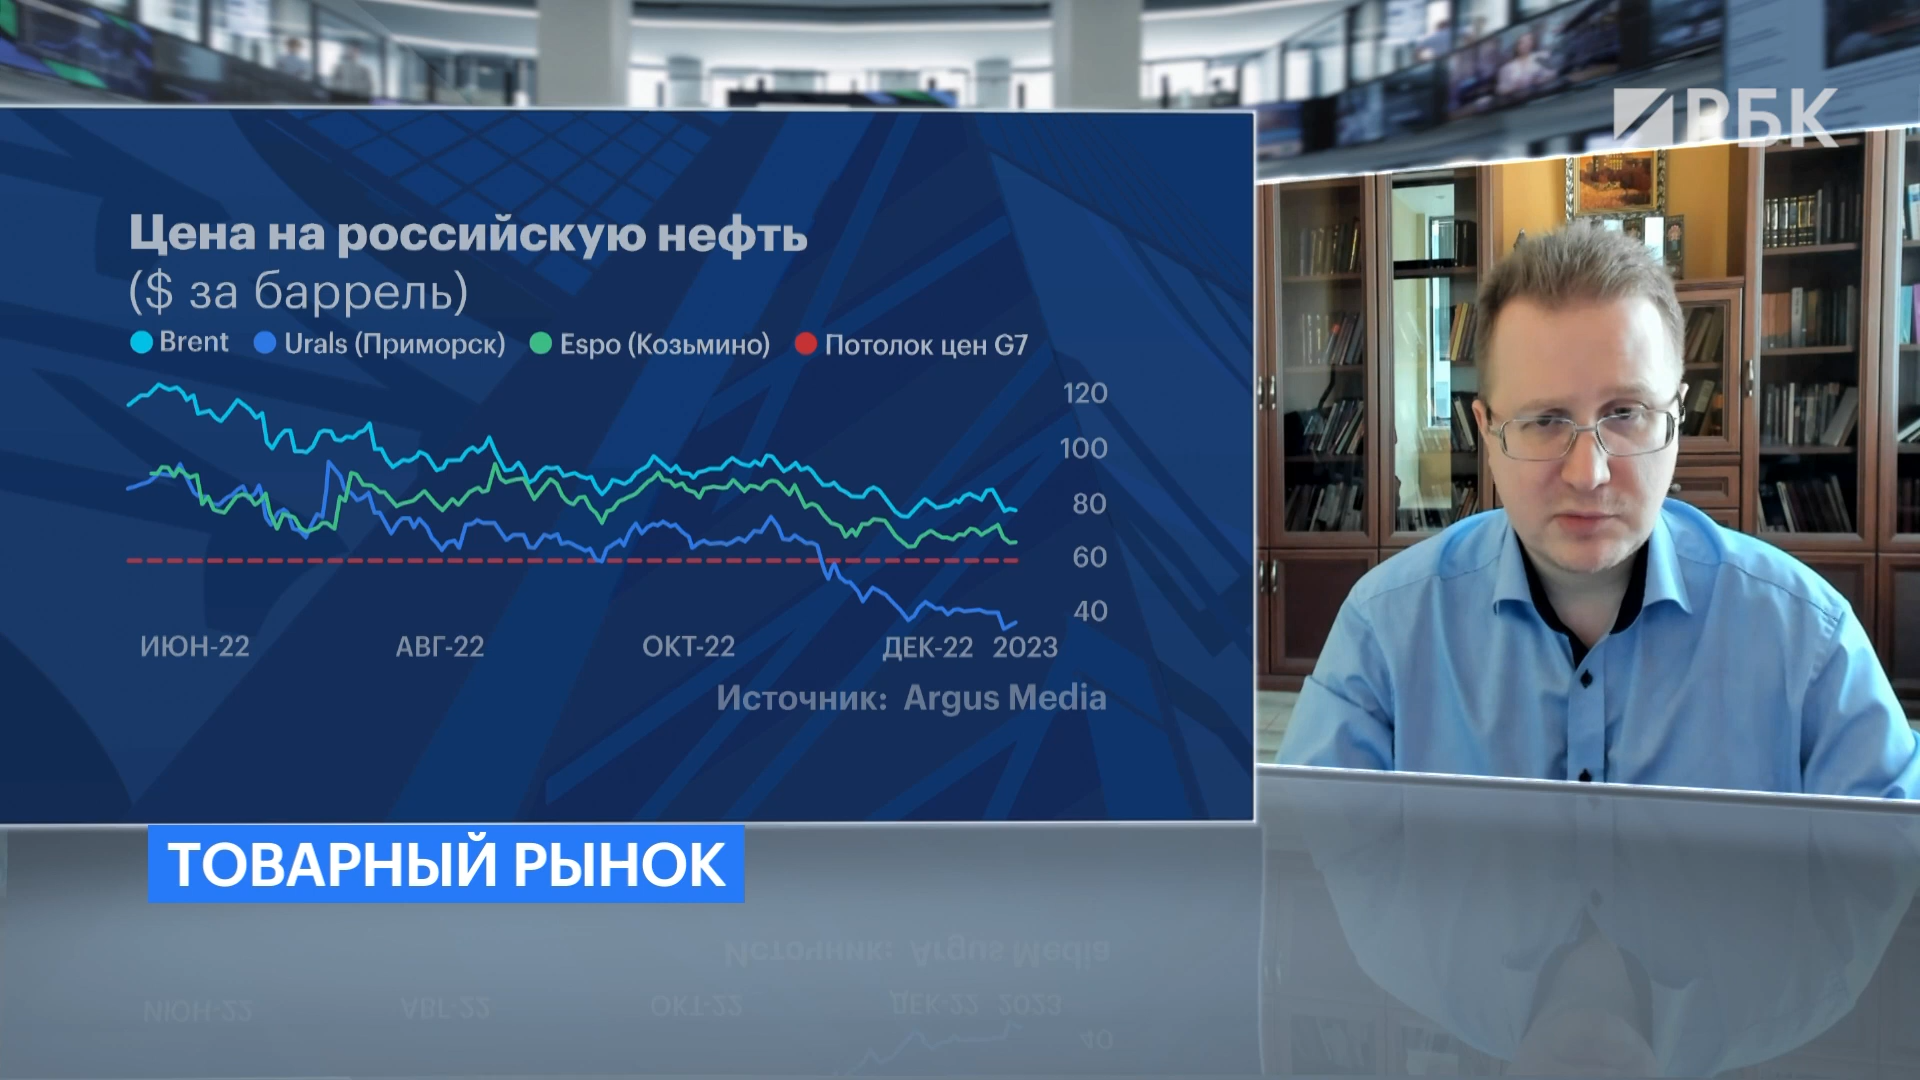 РБК
Цена на российскую нефть
($ за баррель)
Brent Urals (Приморск) Espo (Козьмино) Потолок цен G7
120
100
80
60
40
ИЮН-22 АВГ-22 ОКТ-22 ДЕК-22 2023
Источник: Argus Media
ТОВАРНЫЙ РЫНОК